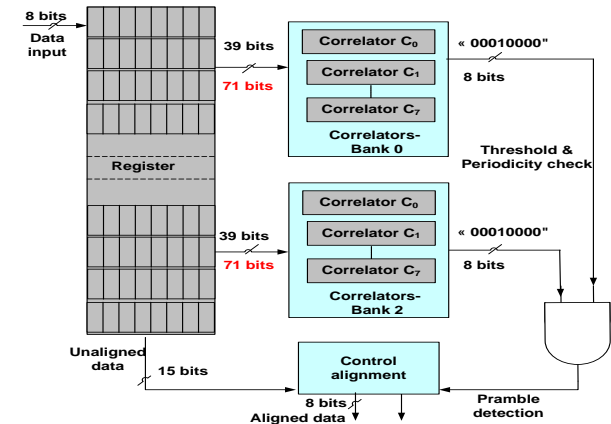 8 bits
Data
input
Register
39 bits
71 bits
Correlator C₀
Correlator C₁
Correlator C₇
Correlators-
Bank 0
« 00010000"
8 bits
Threshold &
Periodicity check
39 bits
71 bits
Correlator C₀
Correlator C₁
Correlator C₇
Correlators-
Bank 2
« 00010000"
8 bits
Unaligned
data
15 bits
Control
alignment
8 bits
Aligned data
Pramble
detection